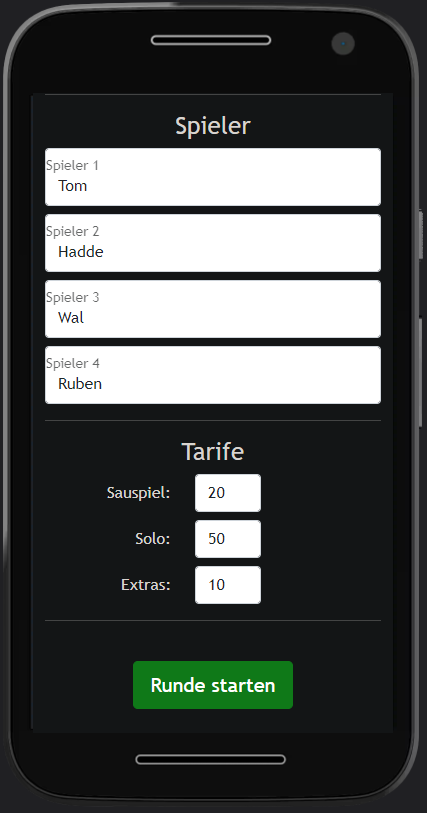 Spieler
Spieler 1
Tom
Spieler 2
Hadde
Spieler 3
Wal
Spieler 4
Ruben
Tarife
Sauspiel: 20
Solo: 50
Extras: 10
Runde starten